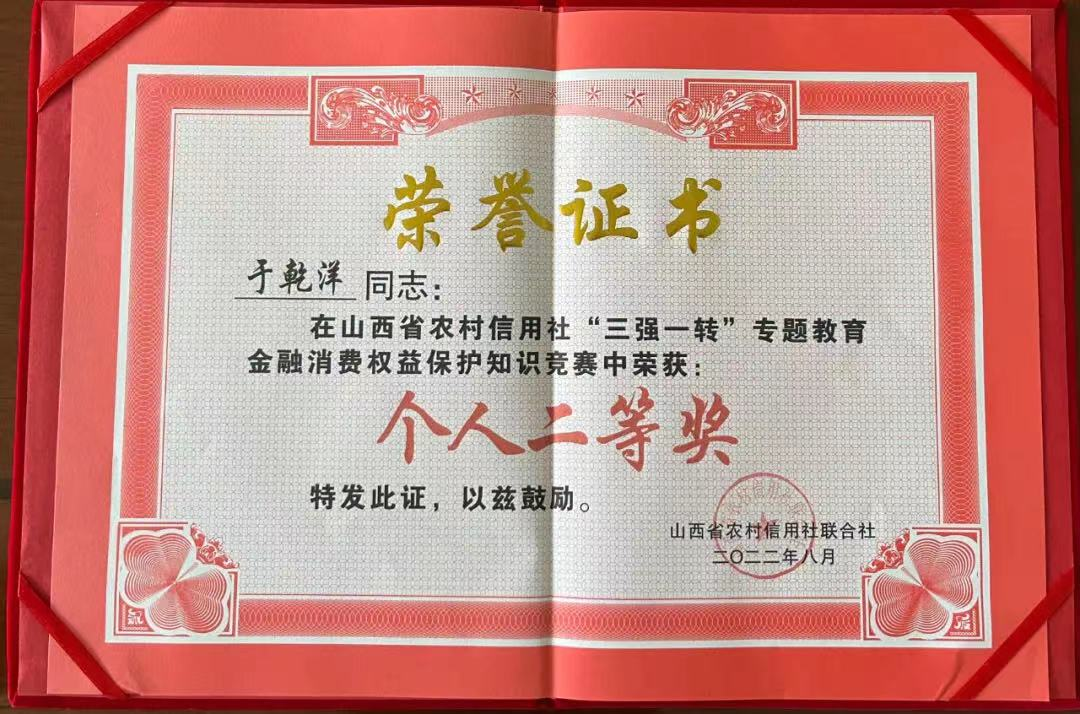 荣誉证书
于乾洋同志：
在山西省农村信用社“三强一转”专题教育
金融消费权益保护知识竞赛中荣获：
个人二等奖
特发此证，以兹鼓励。
山西省农村信用社联合社
二〇二二年八月